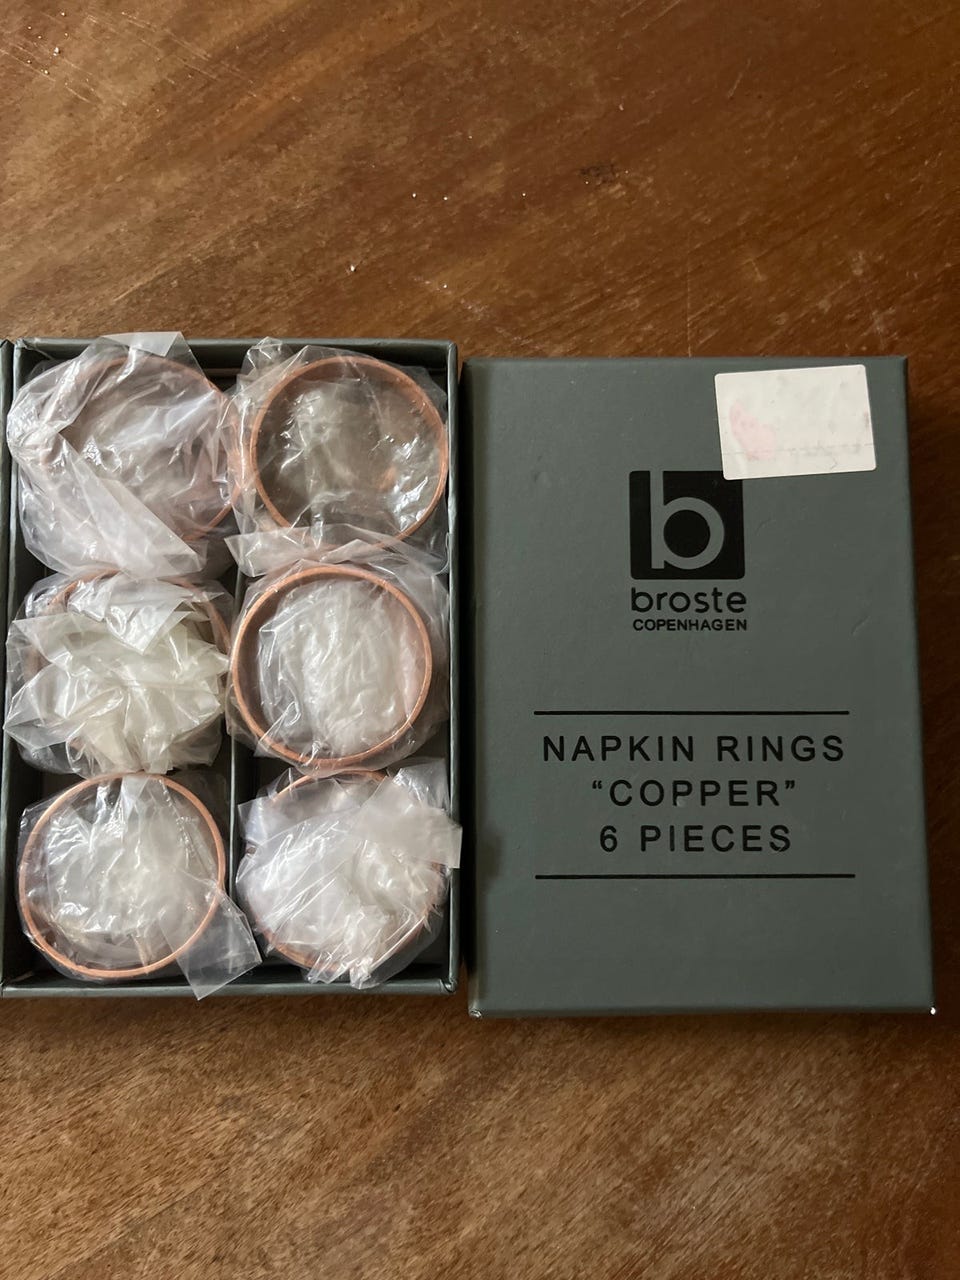 b
broste
COPENHAGEN
NAPKIN RINGS
“COPPER”
6 PIECES